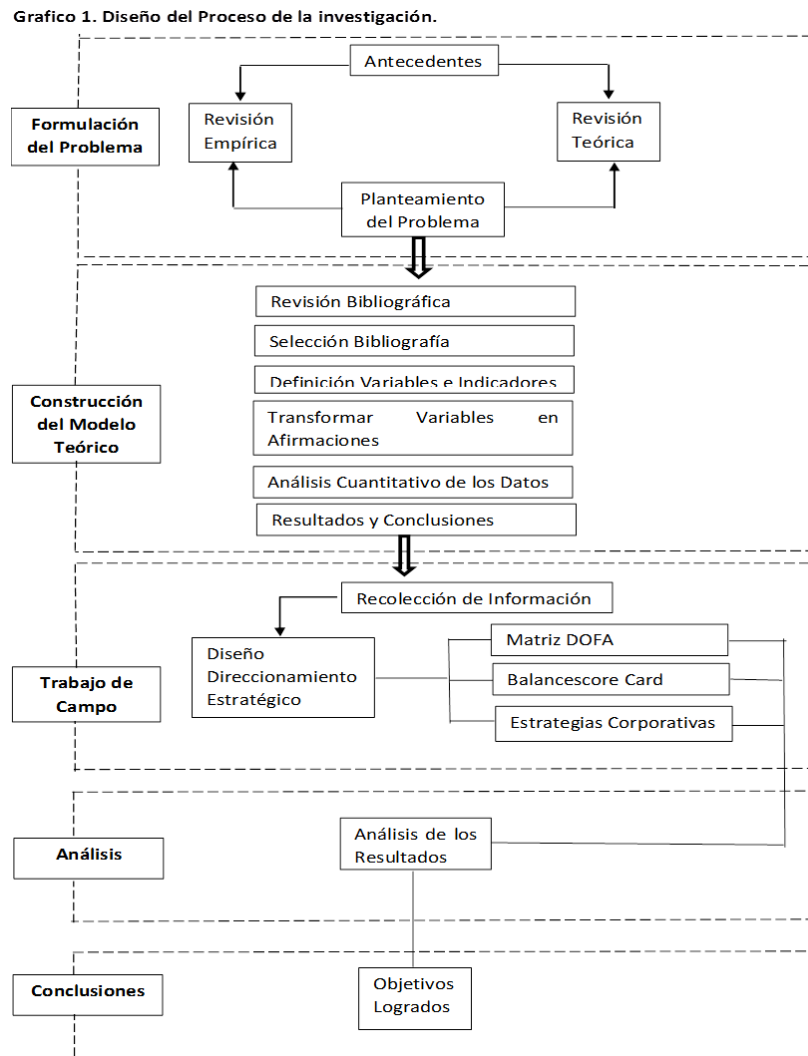 Grafico 1. Diseño del Proceso de la investigación.
Antecedentes
Formulación
del Problema
Revisión
Empírica
Revisión
Teórica
Planteamiento
del Problema
Revisión Bibliográfica
Selección Bibliografía
Definición Variables e Indicadores
Construcción
del Modelo
Teórico
Transformar Variables en
Afirmaciones
Análisis Cuantitativo de los Datos
Resultados y Conclusiones
Recolección de Información
Trabajo de
Campo
Diseño
Direccionamiento
Estratégico
Matriz DOFA
Balancescore Card
Estrategias Corporativas
Análisis
Análisis de los
Resultados
Conclusiones
Objetivos
Logrados